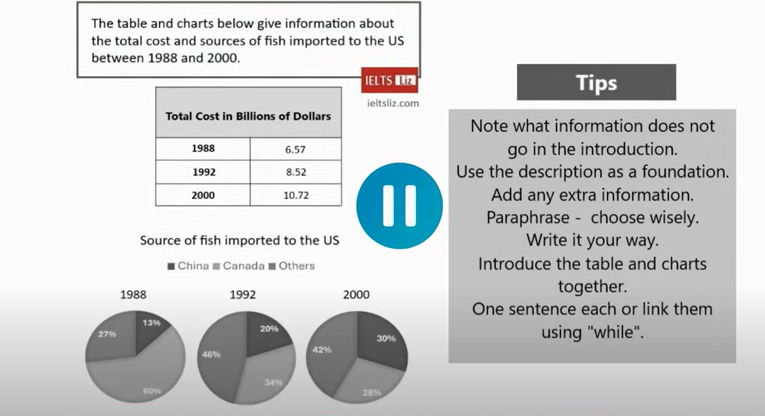 The table and charts below give information about
the total cost and sources of fish imported to the US
between 1988 and 2000.
IELTS Liz
ieltsliz.com
Total Cost in Billions of Dollars
1988 6.57
1992 8.52
2000 10.72
Source of fish imported to the US
China Canada Others
1988 1992 2000
13% 27% 60%
20% 46% 34%
30% 42% 28%
Tips
Note what information does not
go in the introduction.
Use the description as a foundation.
Add any extra information.
Paraphrase - choose wisely.
Write it your way.
Introduce the table and charts
together.
One sentence each or link them
using "while".